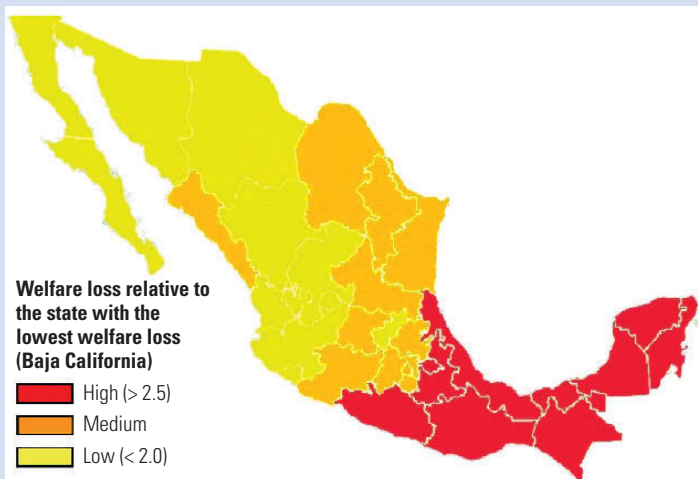 Welfare loss relative to
the state with the
lowest welfare loss
(Baja California)
High (> 2.5)
Medium
Low (< 2.0)